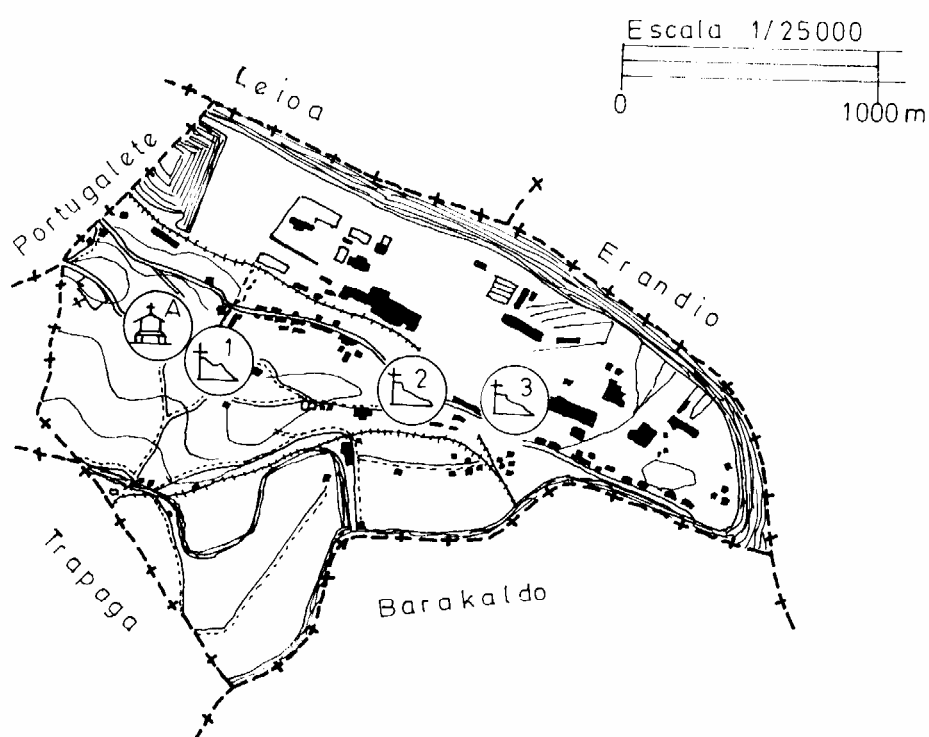 Escala 1/25000
0 1000 m
Leioa
Portugalete
Erandio
A
1
2
3
Trapaga
Barakaldo